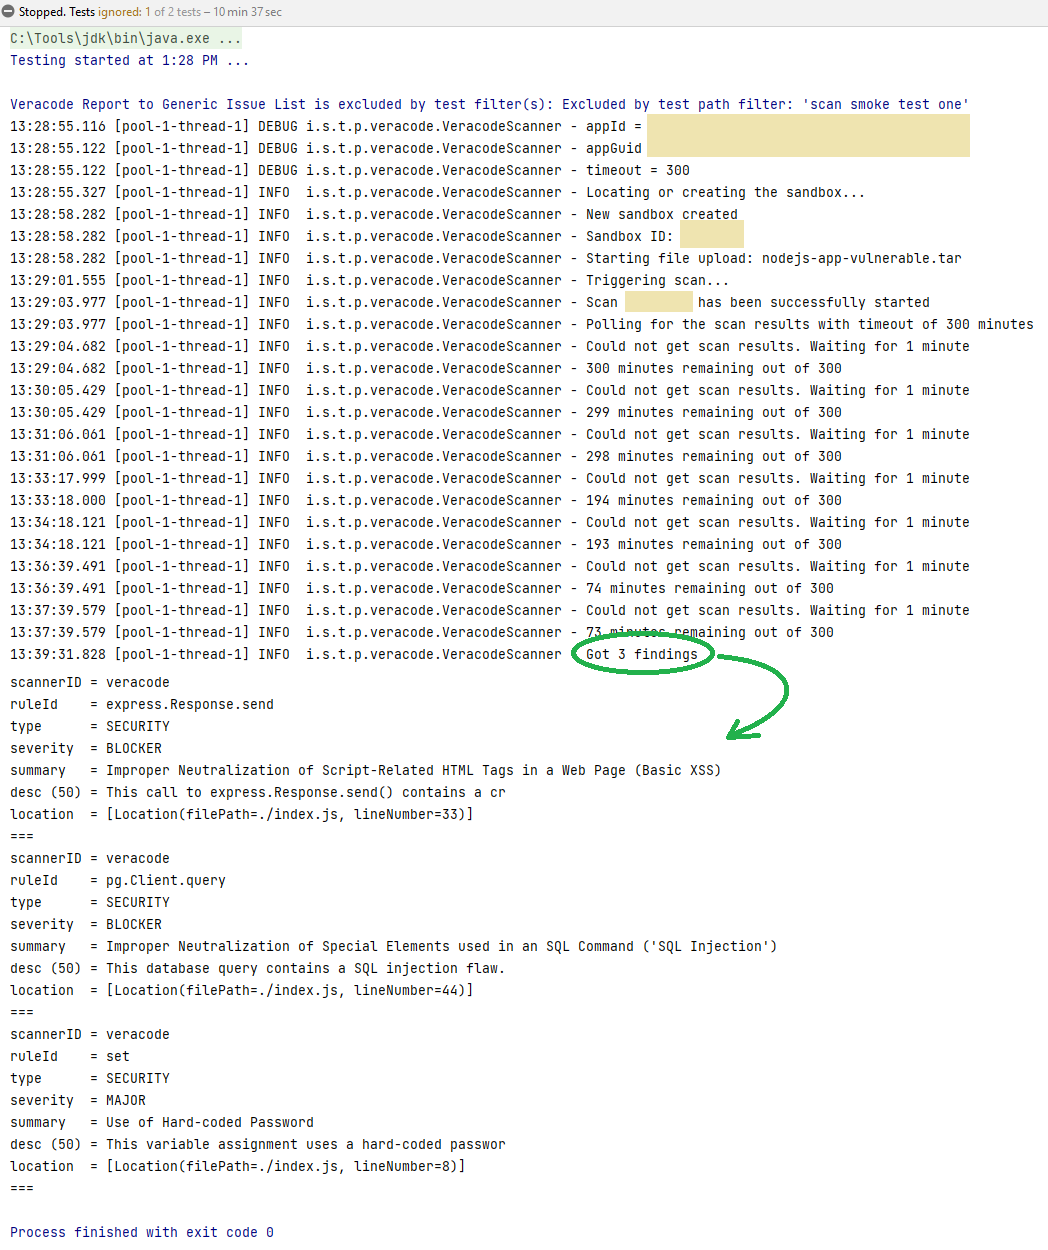 Stopped. Tests ignored: 1 of 2 tests – 10 min 37 sec
C:\Tools\jdk\bin\java.exe ...
Testing started at 1:28 PM ...
Veracode Report to Generic Issue List is excluded by test filter(s): Excluded by test path filter: 'scan smoke test one'
13:28:55.116 [pool-1-thread-1] DEBUG i.s.t.p.veracode.VeracodeScanner - appId =
13:28:55.122 [pool-1-thread-1] DEBUG i.s.t.p.veracode.VeracodeScanner - appGuid
13:28:55.122 [pool-1-thread-1] DEBUG i.s.t.p.veracode.VeracodeScanner - timeout = 300
13:28:55.327 [pool-1-thread-1] INFO  i.s.t.p.veracode.VeracodeScanner - Locating or creating the sandbox...
13:28:58.282 [pool-1-thread-1] INFO  i.s.t.p.veracode.VeracodeScanner - New sandbox created
13:28:58.282 [pool-1-thread-1] INFO  i.s.t.p.veracode.VeracodeScanner - Sandbox ID:
13:28:58.282 [pool-1-thread-1] INFO  i.s.t.p.veracode.VeracodeScanner - Starting file upload: nodejs-app-vulnerable.tar
13:29:01.555 [pool-1-thread-1] INFO  i.s.t.p.veracode.VeracodeScanner - Triggering scan...
13:29:03.977 [pool-1-thread-1] INFO  i.s.t.p.veracode.VeracodeScanner - Scan has been successfully started
13:29:03.977 [pool-1-thread-1] INFO  i.s.t.p.veracode.VeracodeScanner - Polling for the scan results with timeout of 300 minutes
13:29:04.682 [pool-1-thread-1] INFO  i.s.t.p.veracode.VeracodeScanner - Could not get scan results. Waiting for 1 minute
13:29:04.682 [pool-1-thread-1] INFO  i.s.t.p.veracode.VeracodeScanner - 300 minutes remaining out of 300
13:30:05.429 [pool-1-thread-1] INFO  i.s.t.p.veracode.VeracodeScanner - Could not get scan results. Waiting for 1 minute
13:30:05.429 [pool-1-thread-1] INFO  i.s.t.p.veracode.VeracodeScanner - 299 minutes remaining out of 300
13:31:06.061 [pool-1-thread-1] INFO  i.s.t.p.veracode.VeracodeScanner - Could not get scan results. Waiting for 1 minute
13:31:06.061 [pool-1-thread-1] INFO  i.s.t.p.veracode.VeracodeScanner - 298 minutes remaining out of 300
13:33:17.999 [pool-1-thread-1] INFO  i.s.t.p.veracode.VeracodeScanner - Could not get scan results. Waiting for 1 minute
13:33:18.000 [pool-1-thread-1] INFO  i.s.t.p.veracode.VeracodeScanner - 194 minutes remaining out of 300
13:34:18.121 [pool-1-thread-1] INFO  i.s.t.p.veracode.VeracodeScanner - Could not get scan results. Waiting for 1 minute
13:34:18.121 [pool-1-thread-1] INFO  i.s.t.p.veracode.VeracodeScanner - 193 minutes remaining out of 300
13:36:39.491 [pool-1-thread-1] INFO  i.s.t.p.veracode.VeracodeScanner - Could not get scan results. Waiting for 1 minute
13:36:39.491 [pool-1-thread-1] INFO  i.s.t.p.veracode.VeracodeScanner - 74 minutes remaining out of 300
13:37:39.579 [pool-1-thread-1] INFO  i.s.t.p.veracode.VeracodeScanner - Could not get scan results. Waiting for 1 minute
13:37:39.579 [pool-1-thread-1] INFO  i.s.t.p.veracode.VeracodeScanner - 73 minutes remaining out of 300
13:39:31.828 [pool-1-thread-1] INFO  i.s.t.p.veracode.VeracodeScanner - Got 3 findings
scannerID = veracode
ruleId    = express.Response.send
type      = SECURITY
severity  = BLOCKER
summary   = Improper Neutralization of Script-Related HTML Tags in a Web Page (Basic XSS)
desc (50) = This call to express.Response.send() contains a cr
location  = [Location(filePath=./index.js, lineNumber=33)]
===
scannerID = veracode
ruleId    = pg.Client.query
type      = SECURITY
severity  = BLOCKER
summary   = Improper Neutralization of Special Elements used in an SQL Command ('SQL Injection')
desc (50) = This database query contains a SQL injection flaw.
location  = [Location(filePath=./index.js, lineNumber=44)]
===
scannerID = veracode
ruleId    = set
type      = SECURITY
severity  = MAJOR
summary   = Use of Hard-coded Password
desc (50) = This variable assignment uses a hard-coded passwor
location  = [Location(filePath=./index.js, lineNumber=8)]
===
Process finished with exit code 0